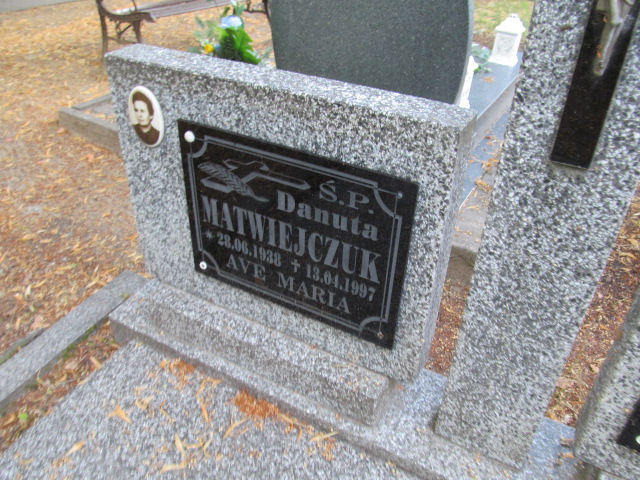 Ś.P.
Danuta
MATWIEJCZUK
* 28.06.1938 + 13.04.1997
AVE MARIA